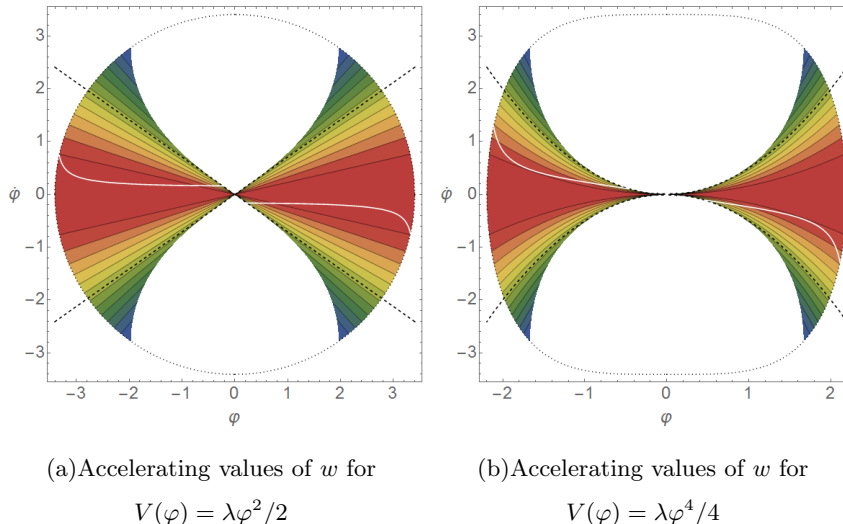 3
2
1
φ̇ 0
−1
−2
−3
−3 −2 −1 0 1 2 3
φ
3
2
1
0
−1
−2
−3
−2 −1 0 1 2
φ
(a)Accelerating values of w for
V(φ) = λφ²/2
(b)Accelerating values of w for
V(φ) = λφ⁴/4